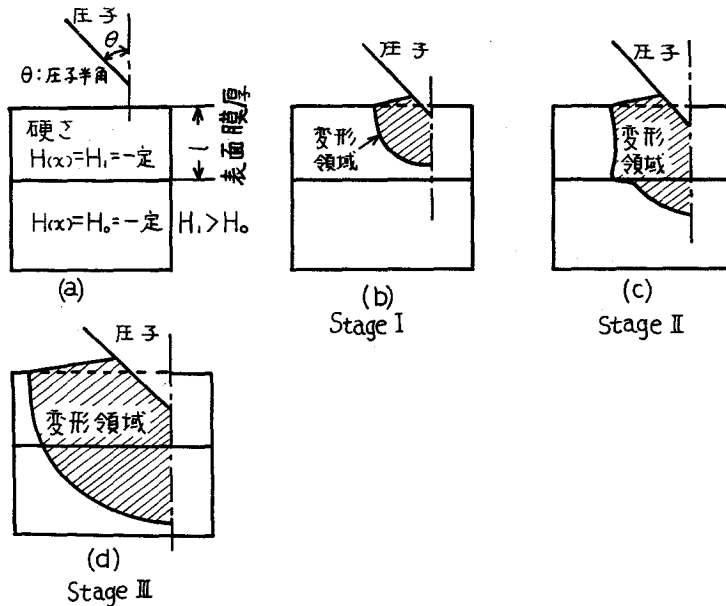 圧子
θ
θ:圧子半角
硬さ
H(x)=H₁=一定
表面膜厚
l
H(x)=H₀=一定 H₁>H₀
(a)
圧子
変形
領域
(b)
Stage I
圧子
変形
領域
(c)
Stage II
圧子
変形領域
(d)
Stage III